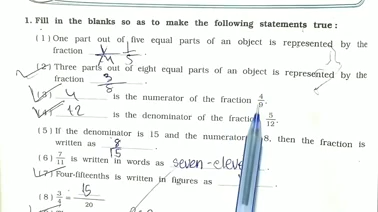 1. Fill in the blanks so as to make the following statements true :
(1) One part out of five equal parts of an object is represented by the
fraction 1/5 .
(2) Three parts out of eight equal parts of an object is represented by the
fraction 3/8 .
(3) 4 is the numerator of the fraction 4/9.
(4) 12 is the denominator of the 5/12.
(5) If the denominator is 15 and the numerator 8, then the fraction is
written as 8/15 .
(6) 7/11 is written in words as seven-
(7) Four-fifteenths is written in figures as
(8) 3/4 = 15/20